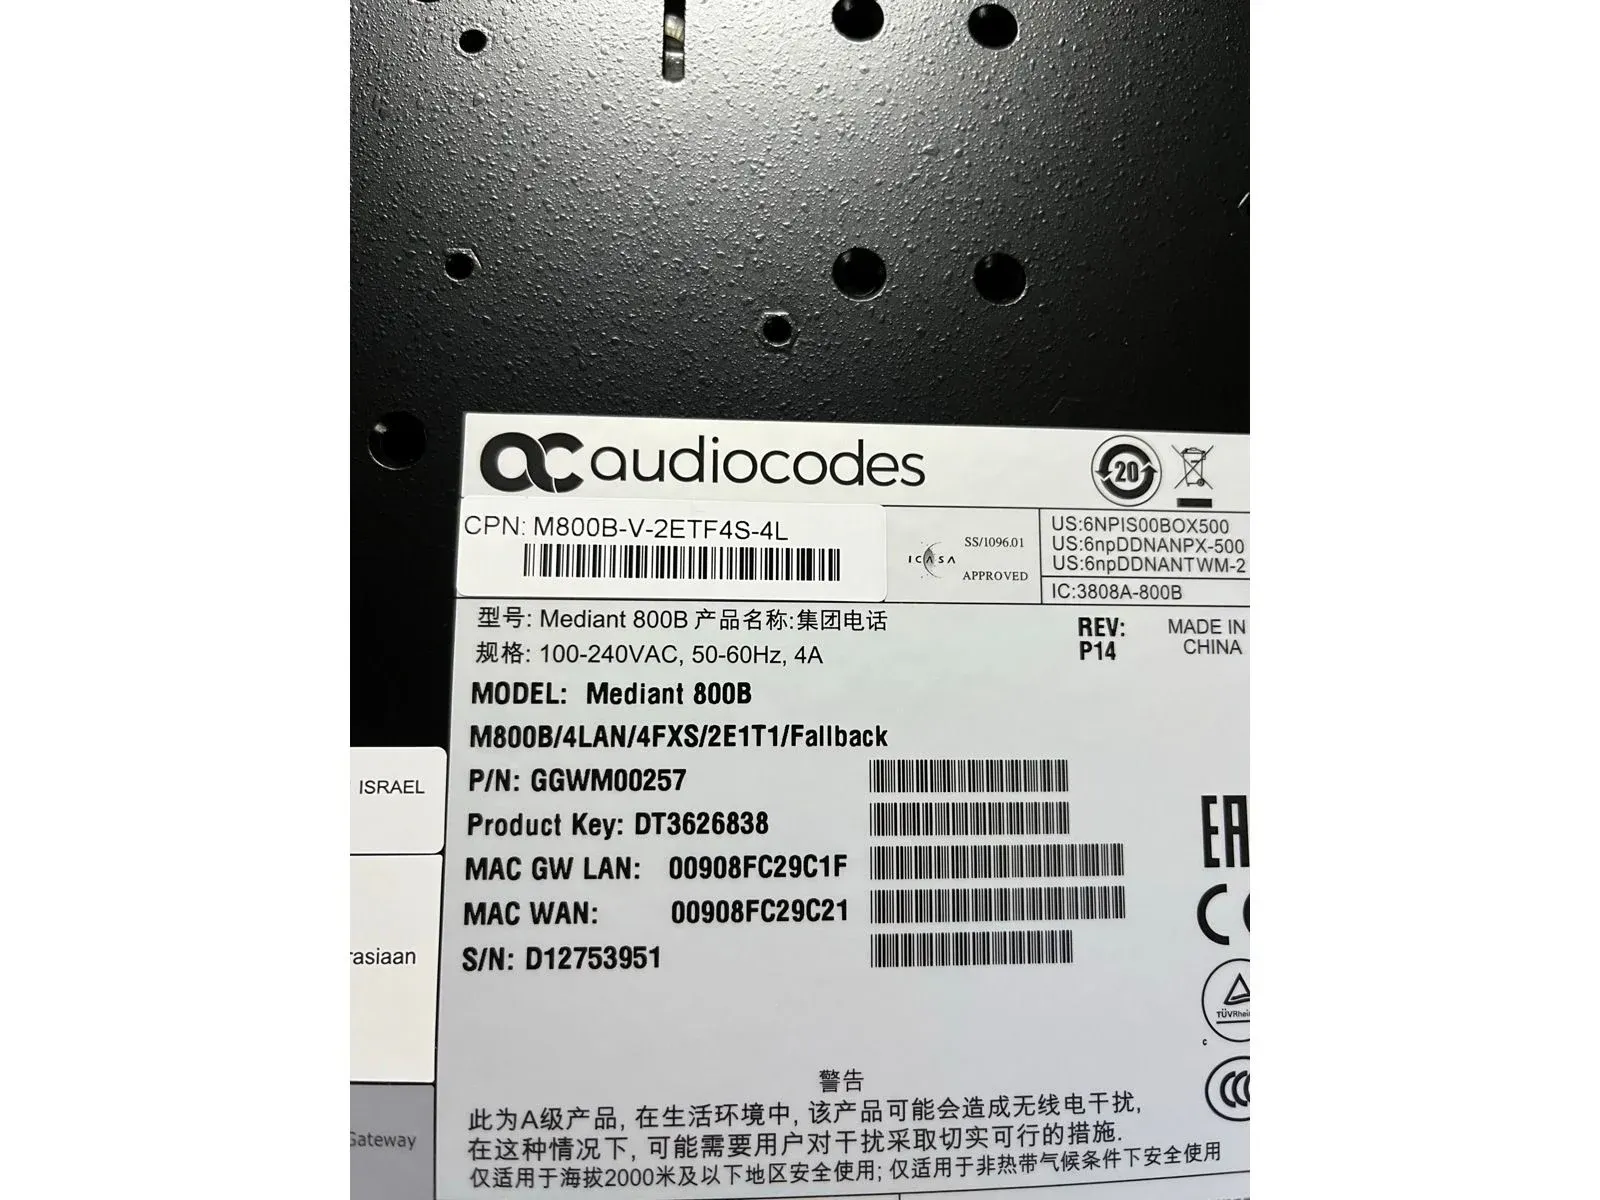 audiocodes
20
CPN: M800B-V-2ETF4S-4L
ICASA
SS/1096.01
APPROVED
US:6NPIS00BOX500
US:6npDDNANPX-500
US:6npDDNANTWM-2
IC:3808A-800B
型号: Mediant 800B 产品名称:集团电话
规格: 100-240VAC, 50-60Hz, 4A
REV:
P14
MADE IN
CHINA
MODEL: Mediant 800B
M800B/4LAN/4FXS/2E1T1/Fallback
P/N: GGWM00257
Product Key: DT3626838
MAC GW LAN: 00908FC29C1F
MAC WAN: 00908FC29C21
S/N: D12753951
ISRAEL
rasiaan
Gateway
EA
C
TÜVRhei
c
警告
此为A级产品, 在生活环境中, 该产品可能会造成无线电干扰,
在这种情况下, 可能需要用户对干扰采取切实可行的措施.
仅适用于海拔2000米及以下地区安全使用; 仅适用于非热带气候条件下安全使用